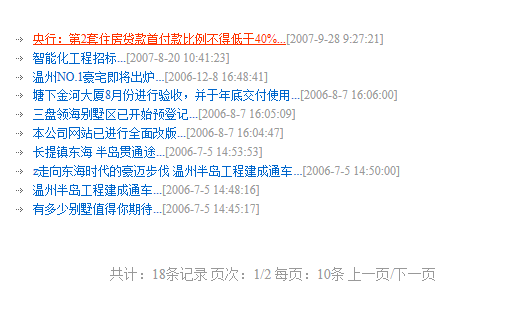 央行：第2套住房贷款首付款比例不得低于40%...[2007-9-28 9:27:21]
智能化工程招标...[2007-8-20 10:41:23]
温州NO.1豪宅即将出炉...[2006-12-8 16:48:41]
塘下金河大厦8月份进行验收，并于年底交付使用...[2006-8-7 16:06:00]
三盘领海别墅区已开始预登记...[2006-8-7 16:05:09]
本公司网站已进行全面改版...[2006-8-7 16:04:47]
长提镇东海 半岛贯通途...[2006-7-5 14:53:53]
z走向东海时代的豪迈步伐 温州半岛工程建成通车...[2006-7-5 14:50:00]
温州半岛工程建成通车...[2006-7-5 14:48:16]
有多少别墅值得你期待...[2006-7-5 14:45:17]
共计：18条记录 页次：1/2 每页：10条 上一页/下一页